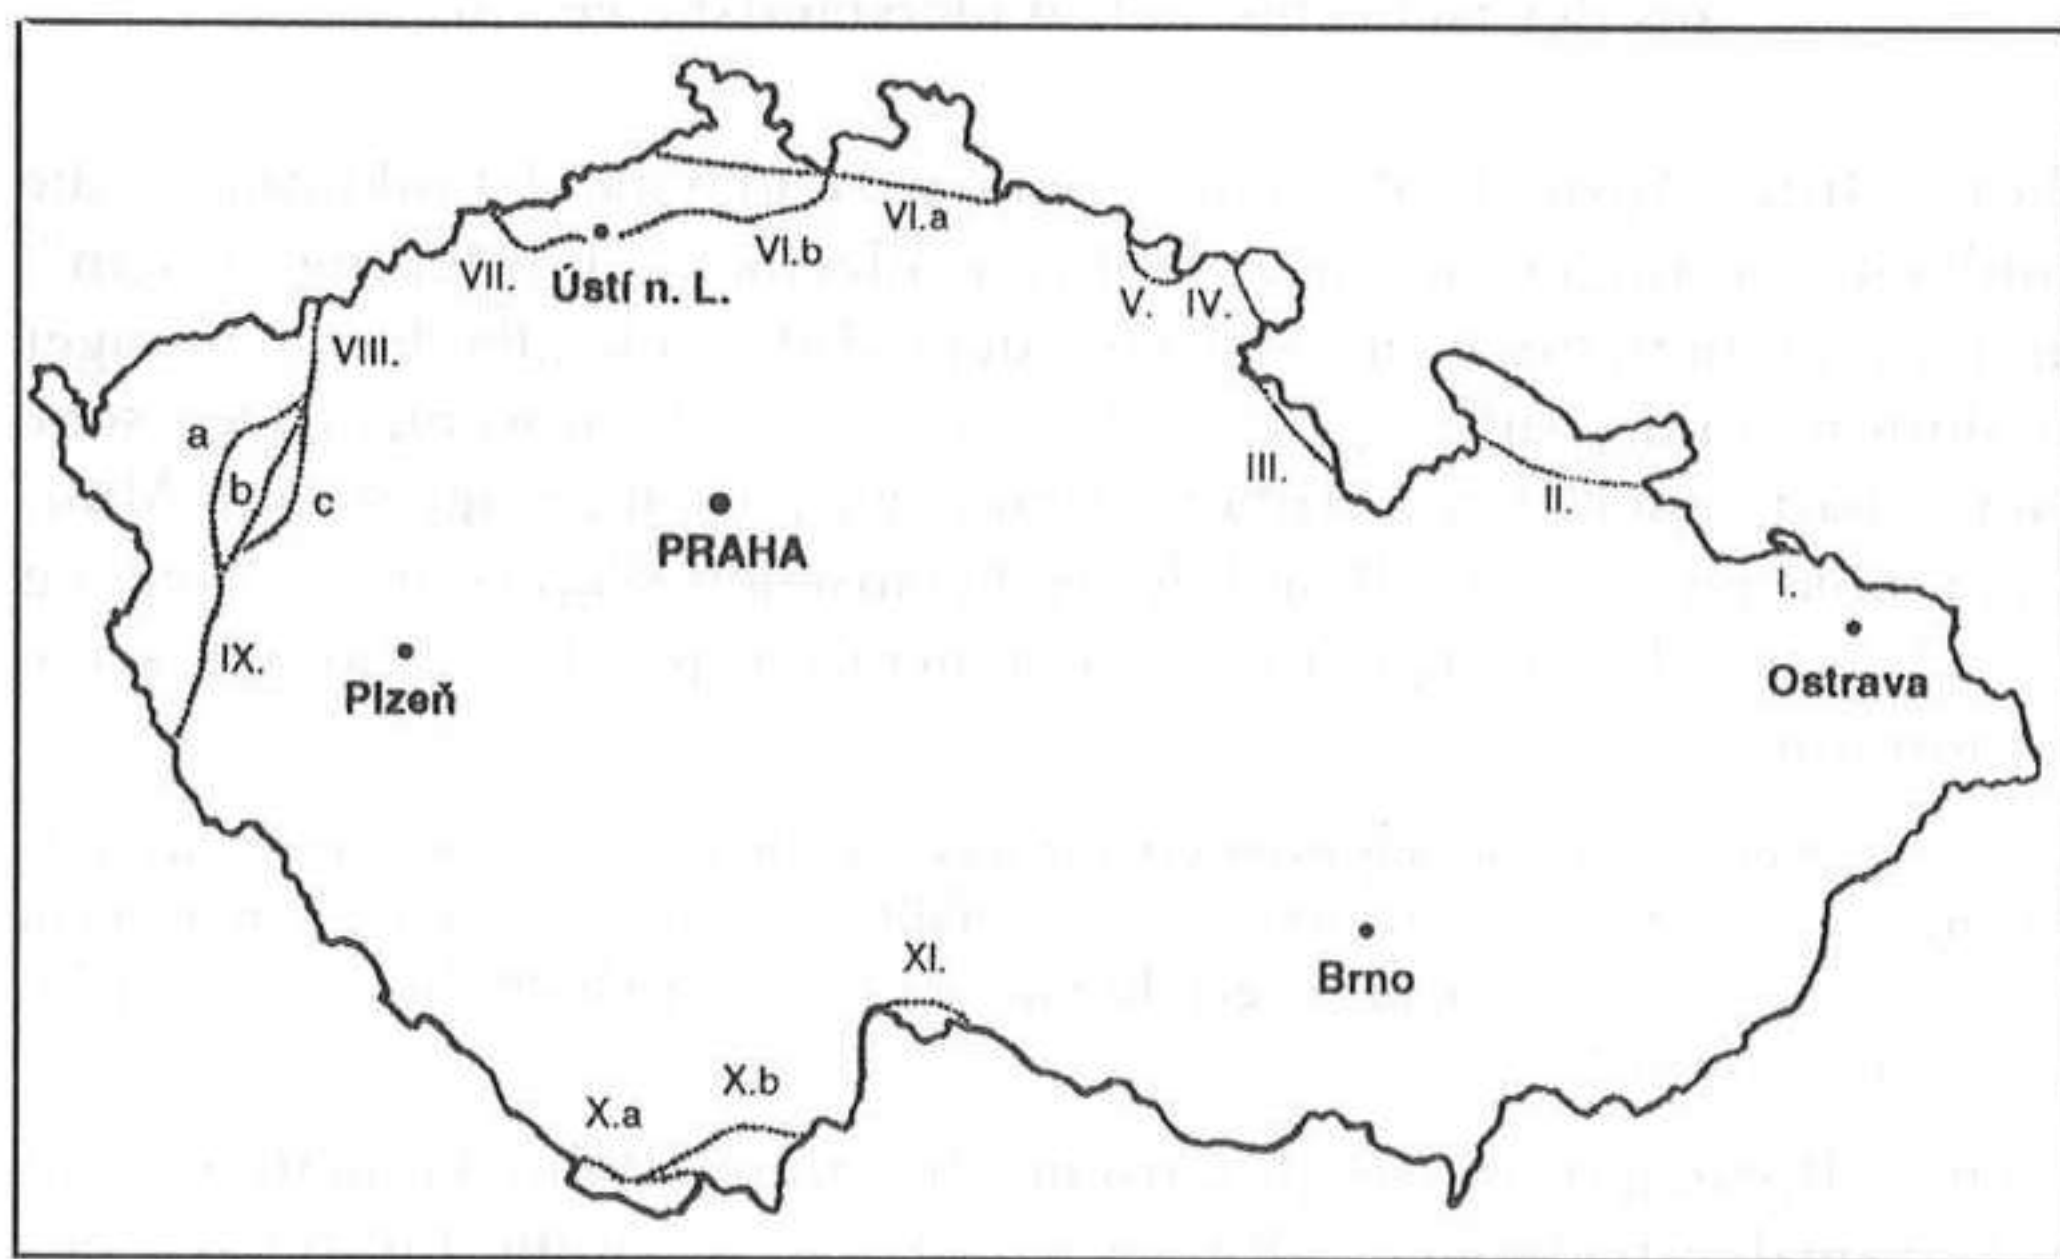 VI.a
VI.b
VII.
Ústí n. L.
V.
IV.
VIII.
a
b
c
III.
II.
PRAHA
I.
IX.
Plzeň
Ostrava
XI.
Brno
X.b
X.a